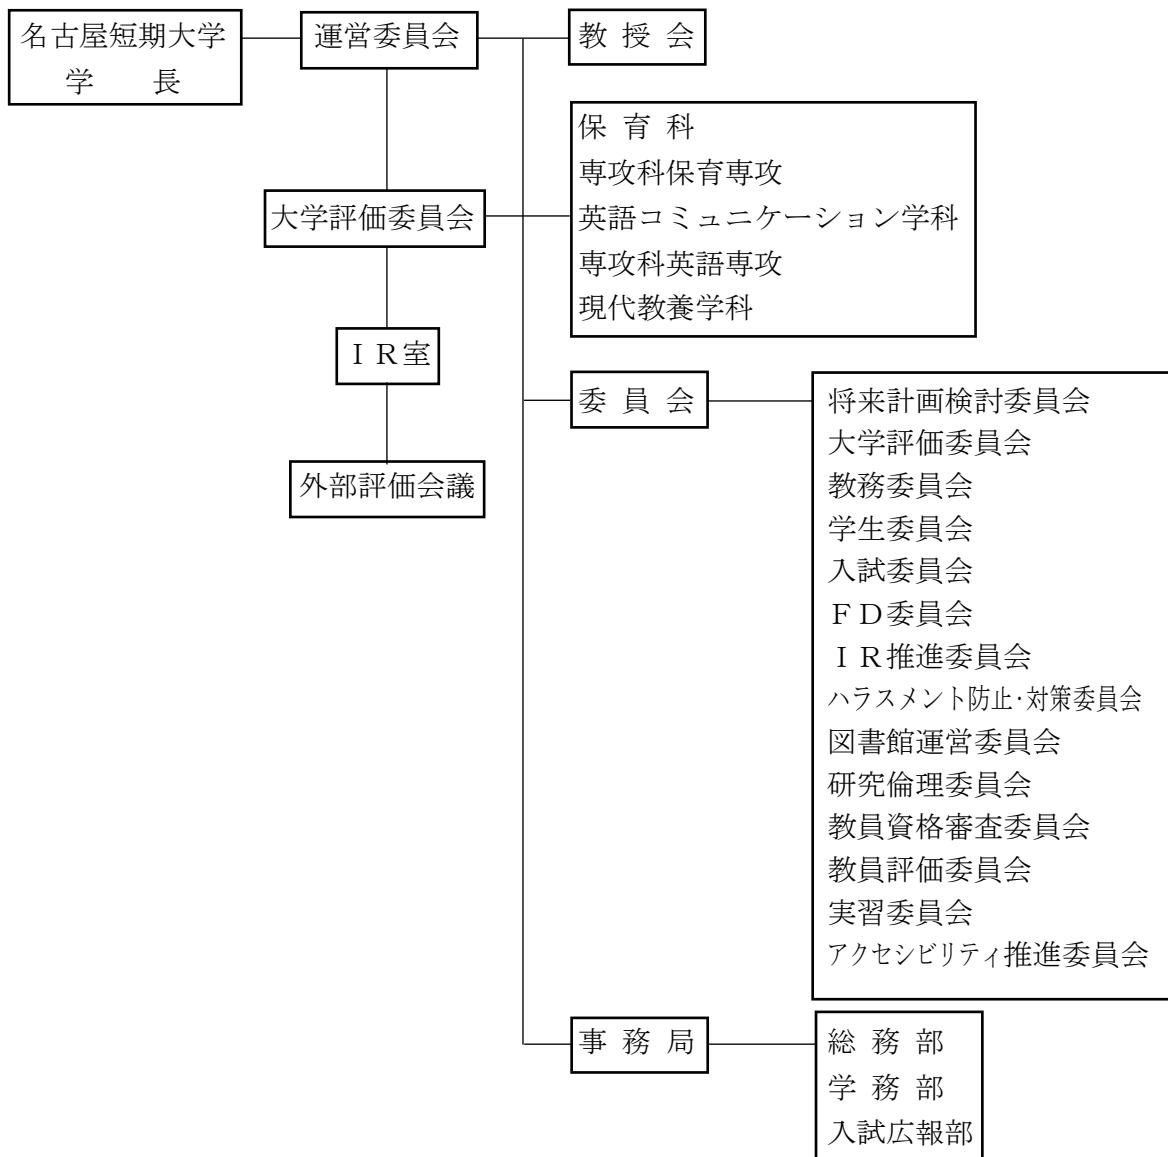 名古屋短期大学
学　　長
運営委員会
教 授 会
保 育 科
専攻科保育専攻
英語コミュニケーション学科
専攻科英語専攻
現代教養学科
大学評価委員会
ＩＲ室
外部評価会議
委 員 会
将来計画検討委員会
大学評価委員会
教務委員会
学生委員会
入試委員会
ＦＤ委員会
ＩＲ推進委員会
ハラスメント防止・対策委員会
図書館運営委員会
研究倫理委員会
教員資格審査委員会
教員評価委員会
実習委員会
アクセシビリティ推進委員会
事 務 局
総 務 部
学 務 部
入試広報部